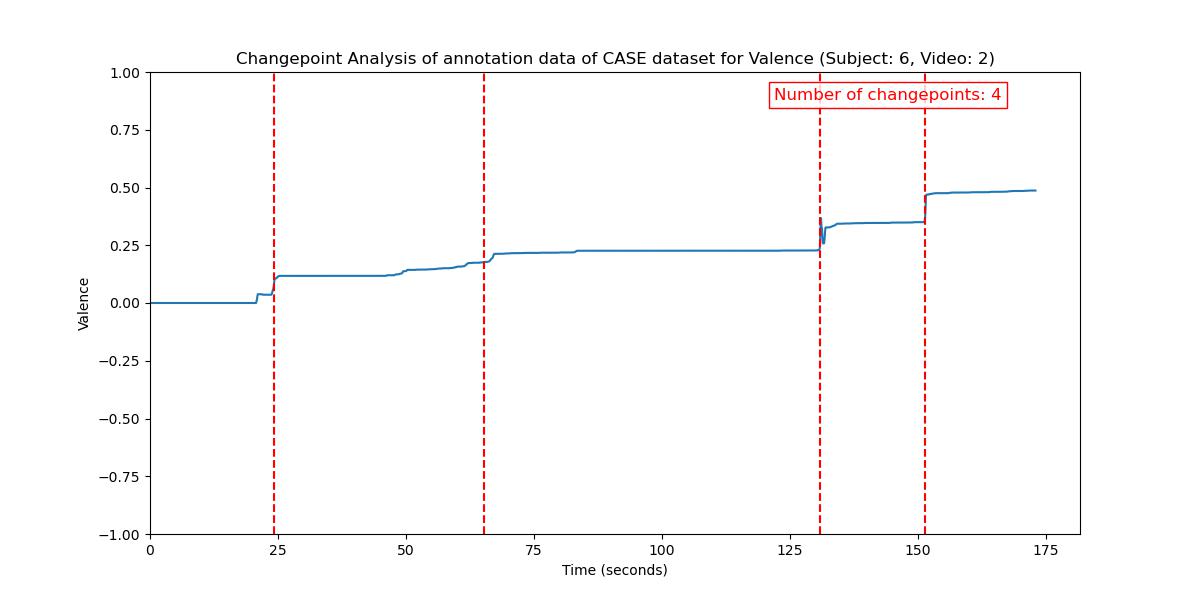 Changepoint Analysis of annotation data of CASE dataset for Valence (Subject: 6, Video: 2)
Number of changepoints: 4
1.00
0.75
0.50
0.25
0.00
−0.25
−0.50
−0.75
−1.00
Valence
0 25 50 75 100 125 150 175
Time (seconds)